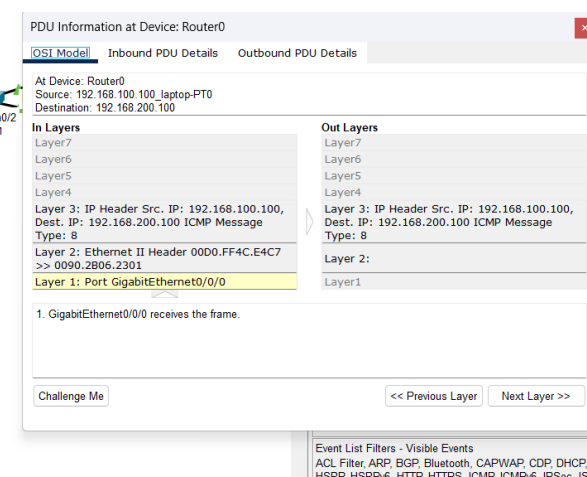 PDU Information at Device: Router0
OSI Model Inbound PDU Details Outbound PDU Details
At Device: Router0
Source: 192.168.100.100_laptop-PT0
Destination: 192.168.200.100
In Layers
Layer7
Layer6
Layer5
Layer4
Layer 3: IP Header Src. IP: 192.168.100.100,
Dest. IP: 192.168.200.100 ICMP Message
Type: 8
Layer 2: Ethernet II Header 00D0.FF4C.E4C7
>> 0090.2B06.2301
Layer 1: Port GigabitEthernet0/0/0
Out Layers
Layer7
Layer6
Layer5
Layer4
Layer 3: IP Header Src. IP: 192.168.100.100,
Dest. IP: 192.168.200.100 ICMP Message
Type: 8
Layer 2:
Layer1
1. GigabitEthernet0/0/0 receives the frame.
Challenge Me << Previous Layer Next Layer >>
Event List Filters - Visible Events
ACL Filter, ARP, BGP, Bluetooth, CAPWAP, CDP, DHCP,